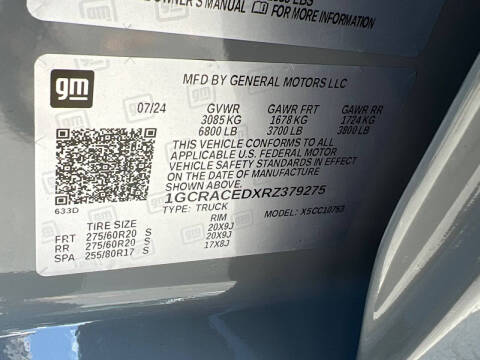 OWNER'S MANUAL FOR MORE INFORMATION
gm
MFD BY GENERAL MOTORS LLC
07/24 GVWR GAWR FRT GAWR RR
3085 KG 1678 KG 1724 KG
6800 LB 3700 LB 3800 LB
THIS VEHICLE CONFORMS TO ALL
APPLICABLE U.S. FEDERAL MOTOR
VEHICLE SAFETY STANDARDS IN EFFECT
ON THE DATE OF MANUFACTURE
1GCRACEDXRZ379275
633D TYPE: TRUCK MODEL: X5CC10753
TIRE SIZE RIM
FRT 275/60R20 S 20X9J
RR 275/60R20 S 20X9J
SPA 255/80R17 S 17X8J